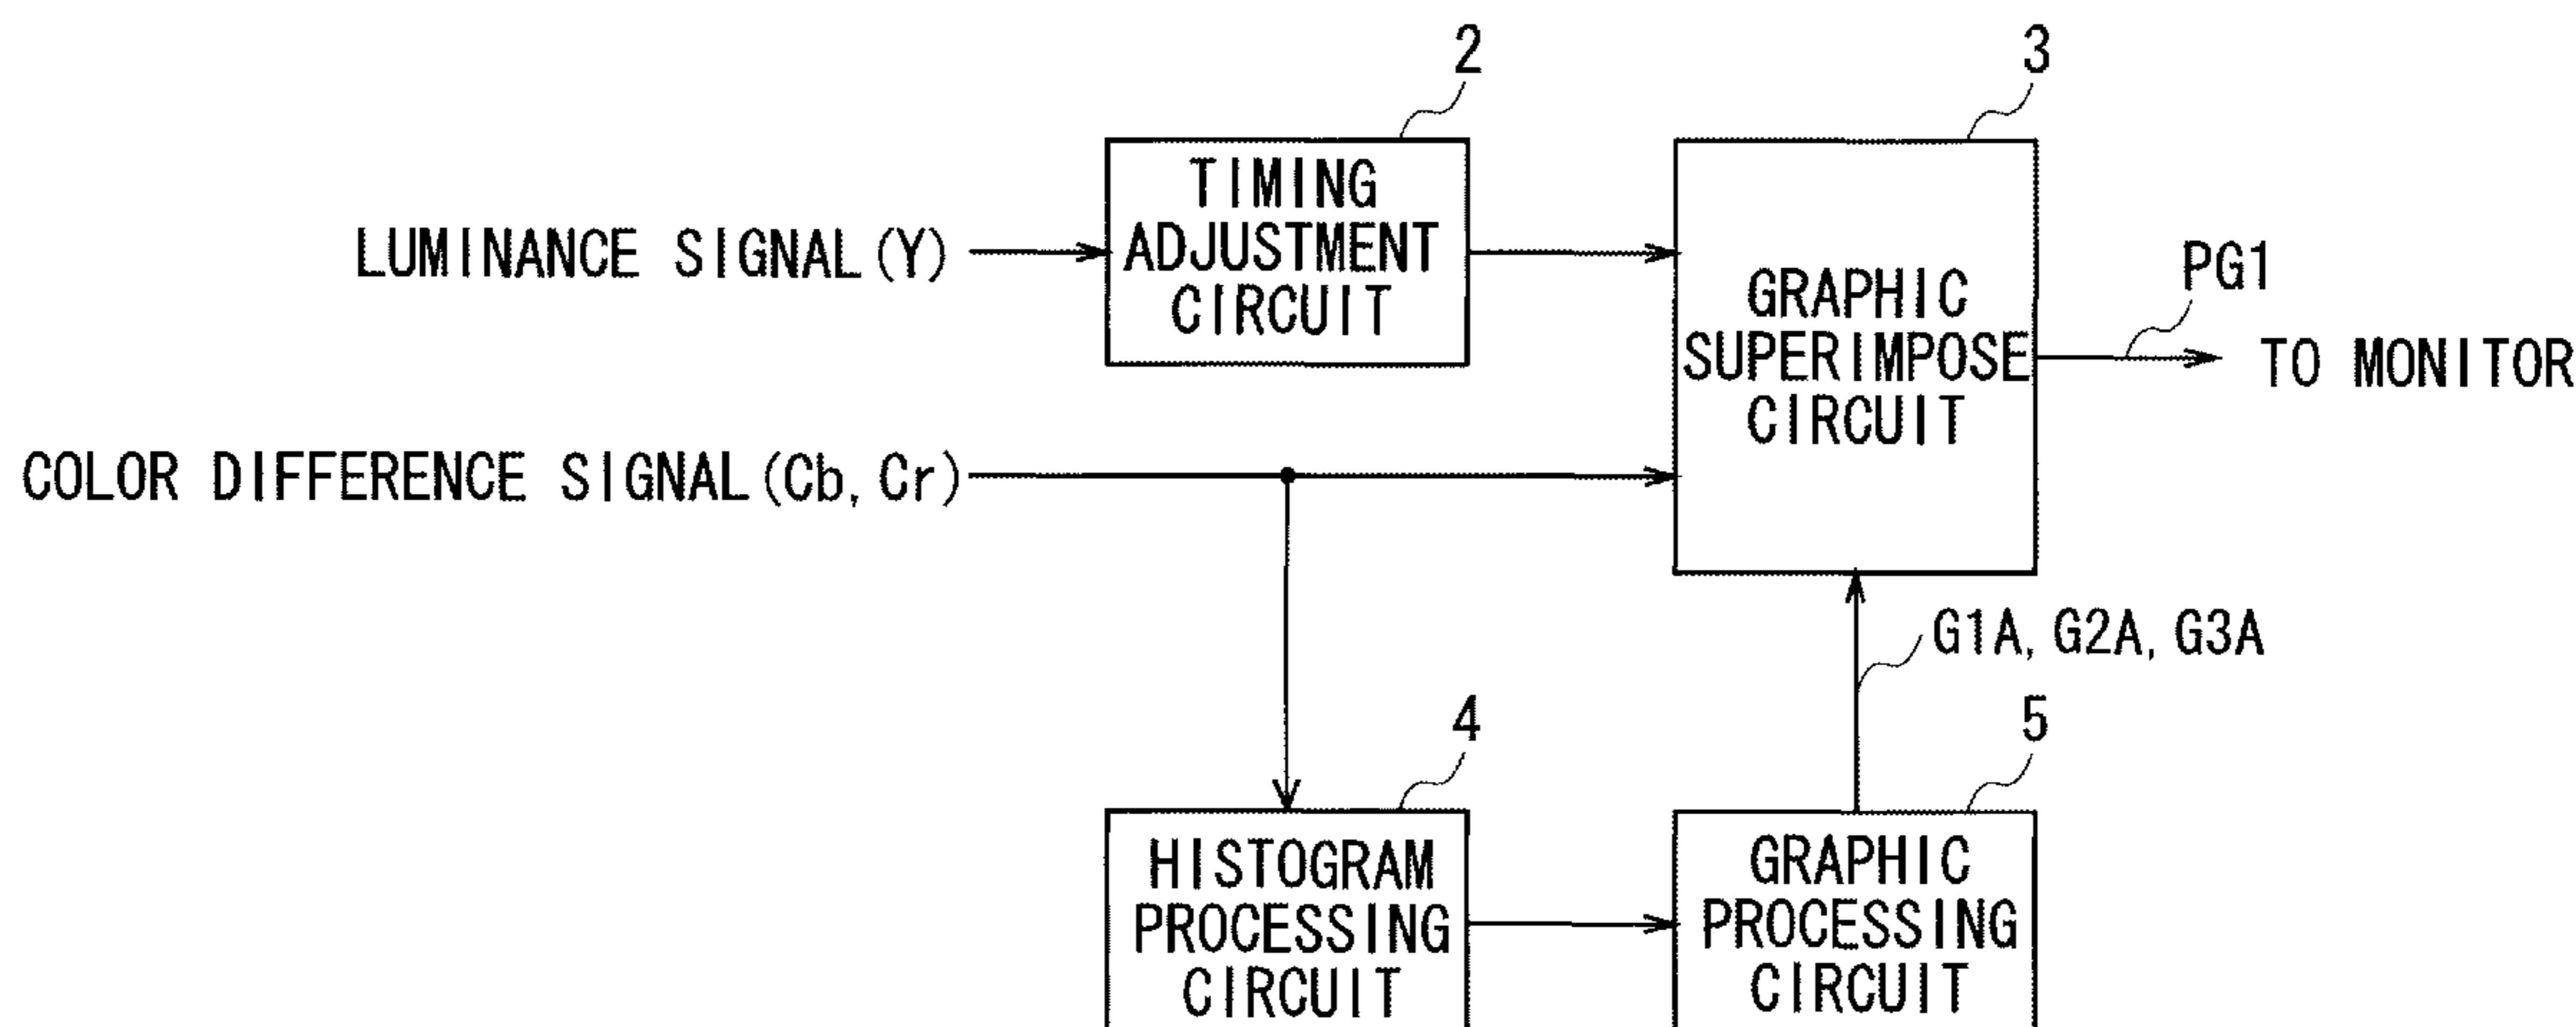 2
3
TIMING
ADJUSTMENT
CIRCUIT
LUMINANCE SIGNAL(Y)
GRAPHIC
SUPERIMPOSE
CIRCUIT
PG1
TO MONITOR
COLOR DIFFERENCE SIGNAL(Cb, Cr)
G1A, G2A, G3A
4
5
HISTOGRAM
PROCESSING
CIRCUIT
GRAPHIC
PROCESSING
CIRCUIT